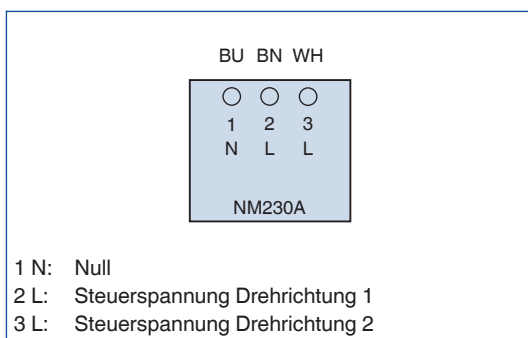 BU BN WH
1 2 3
N L L
NM230A
1 N: Null
2 L: Steuerspannung Drehrichtung 1
3 L: Steuerspannung Drehrichtung 2